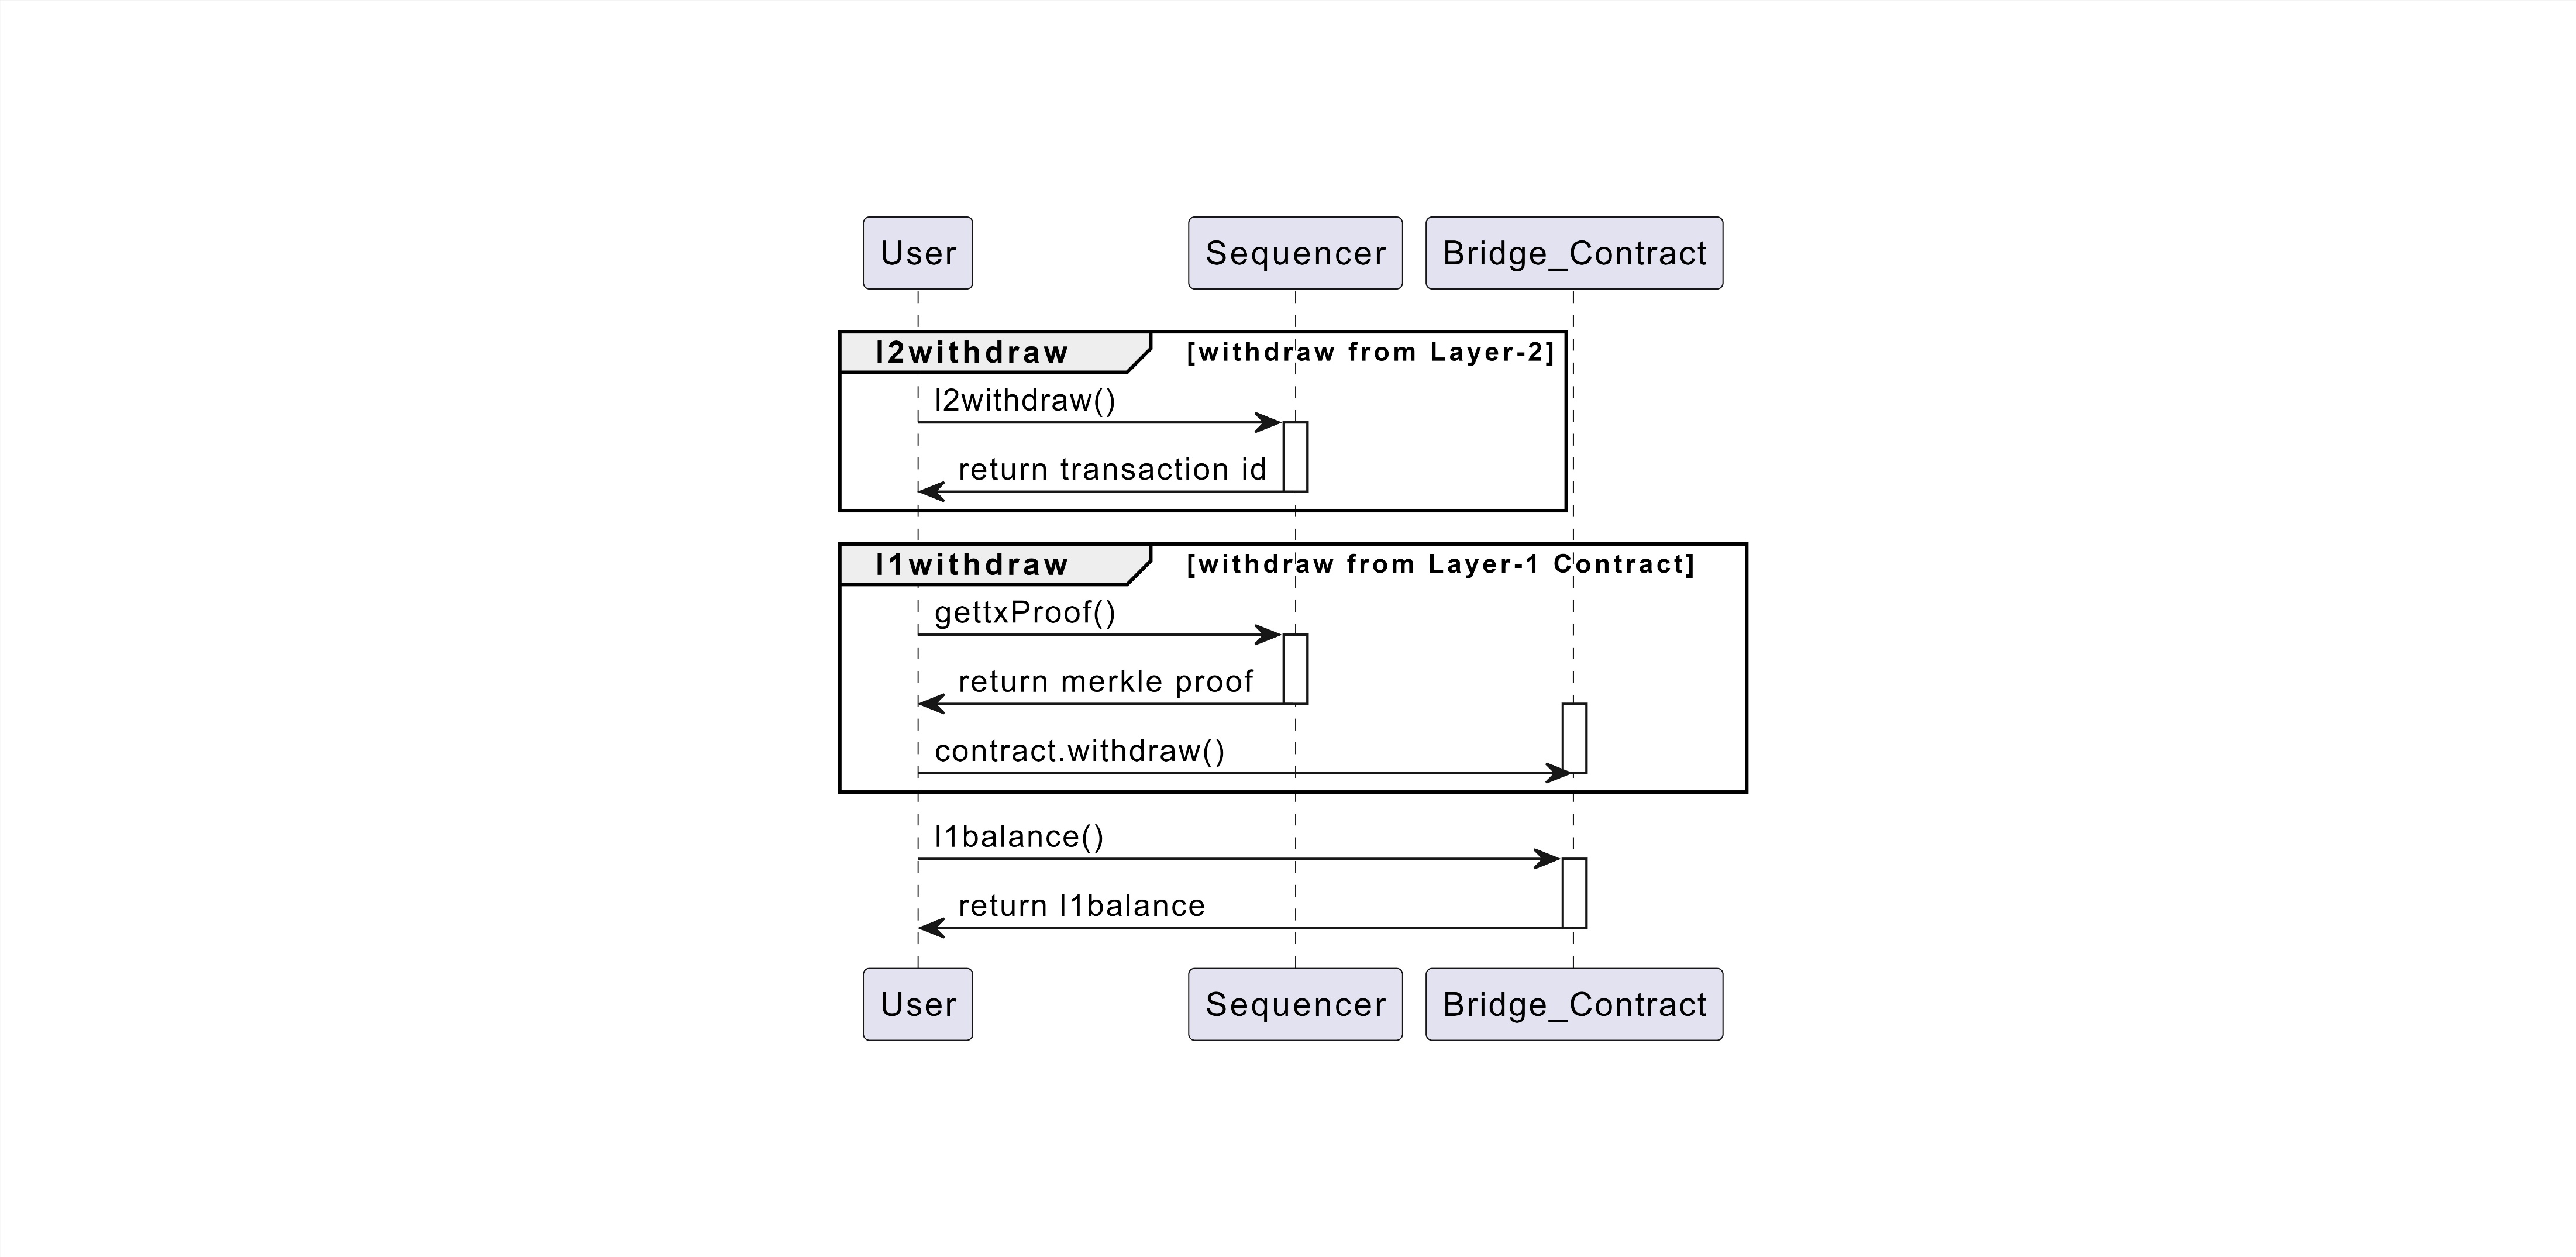 User Sequencer Bridge_Contract
l2withdraw [withdraw from Layer-2]
l2withdraw()
return transaction id
l1withdraw [withdraw from Layer-1 Contract]
gettxProof()
return merkle proof
contract.withdraw()
l1balance()
return l1balance
User Sequencer Bridge_Contract